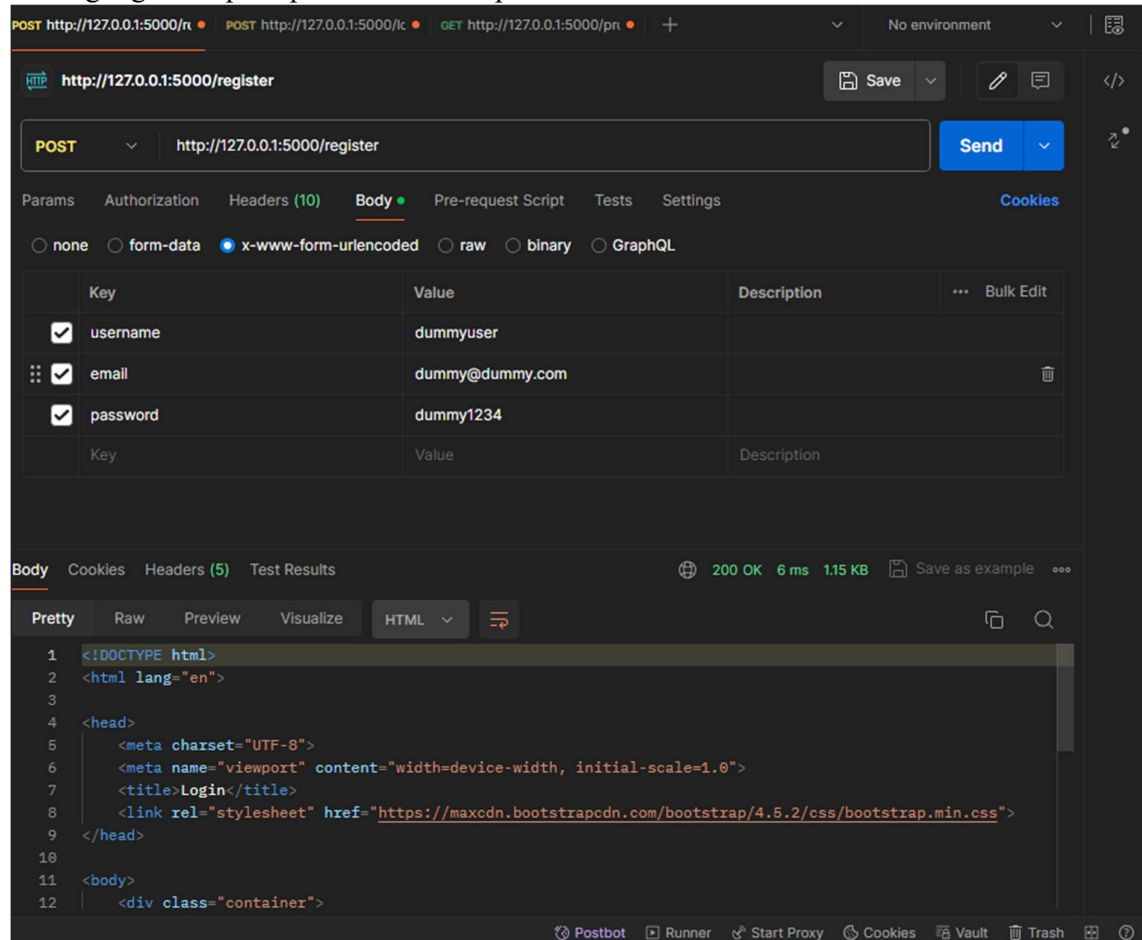 POST http://127.0.0.1:5000/re POST http://127.0.0.1:5000/lc GET http://127.0.0.1:5000/pro No environment
HTTP http://127.0.0.1:5000/register Save
POST http://127.0.0.1:5000/register Send
Params Authorization Headers (10) Body Pre-request Script Tests Settings Cookies
none form-data x-www-form-urlencoded raw binary GraphQL
Key Value Description Bulk Edit
username dummyuser
email dummy@dummy.com
password dummy1234
Key Value Description
Body Cookies Headers (5) Test Results 200 OK 6 ms 1.15 KB Save as example
Pretty Raw Preview Visualize HTML
1 <!DOCTYPE html>
2 <html lang="en">
3
4 <head>
5 <meta charset="UTF-8">
6 <meta name="viewport" content="width=device-width, initial-scale=1.0">
7 <title>Login</title>
8 <link rel="stylesheet" href="https://maxcdn.bootstrapcdn.com/bootstrap/4.5.2/css/bootstrap.min.css">
9 </head>
10
11 <body>
12 <div class="container">
Postbot Runner Start Proxy Cookies Vault Trash